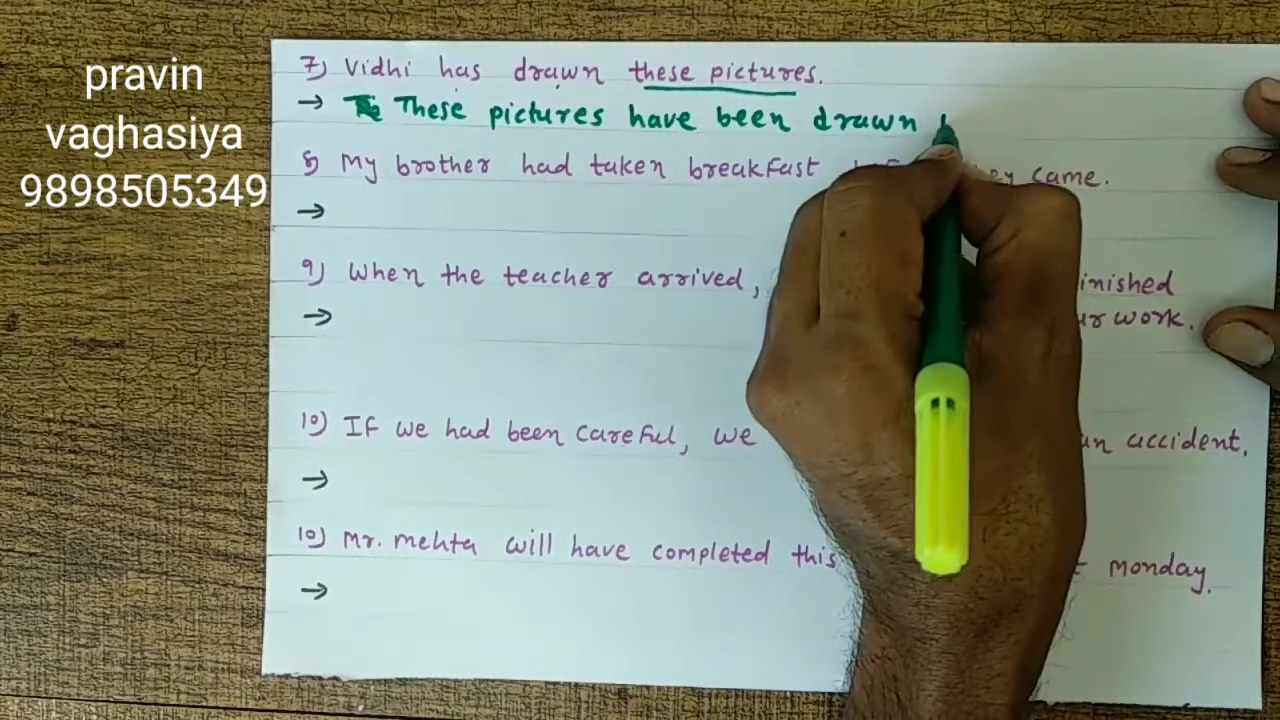 pravin
vaghasiya
9898505349
7) Vidhi has drawn these pictures.
→ These pictures have been drawn
8) My brother had taken breakfast came.
→
9) When the teacher arrived,
→ work.
10) If we had been careful, we accident.
→
10) Mr. mehta will have completed this monday.
→